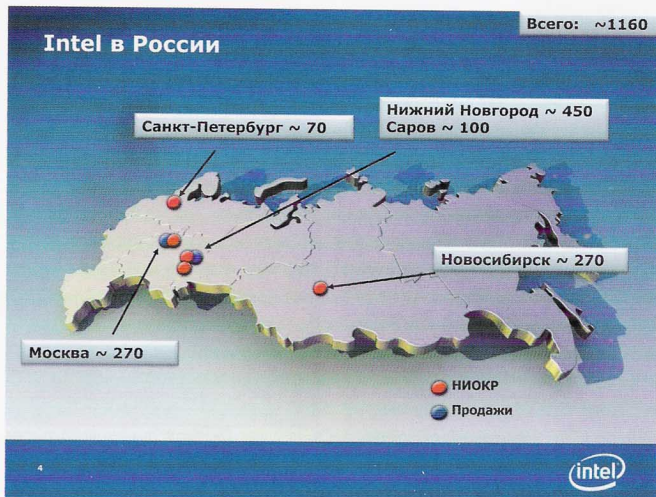 Всего: ~1160
Intel в России
Санкт-Петербург ~ 70
Нижний Новгород ~ 450
Саров ~ 100
Новосибирск ~ 270
Москва ~ 270
НИОКР
Продажи
4
intel